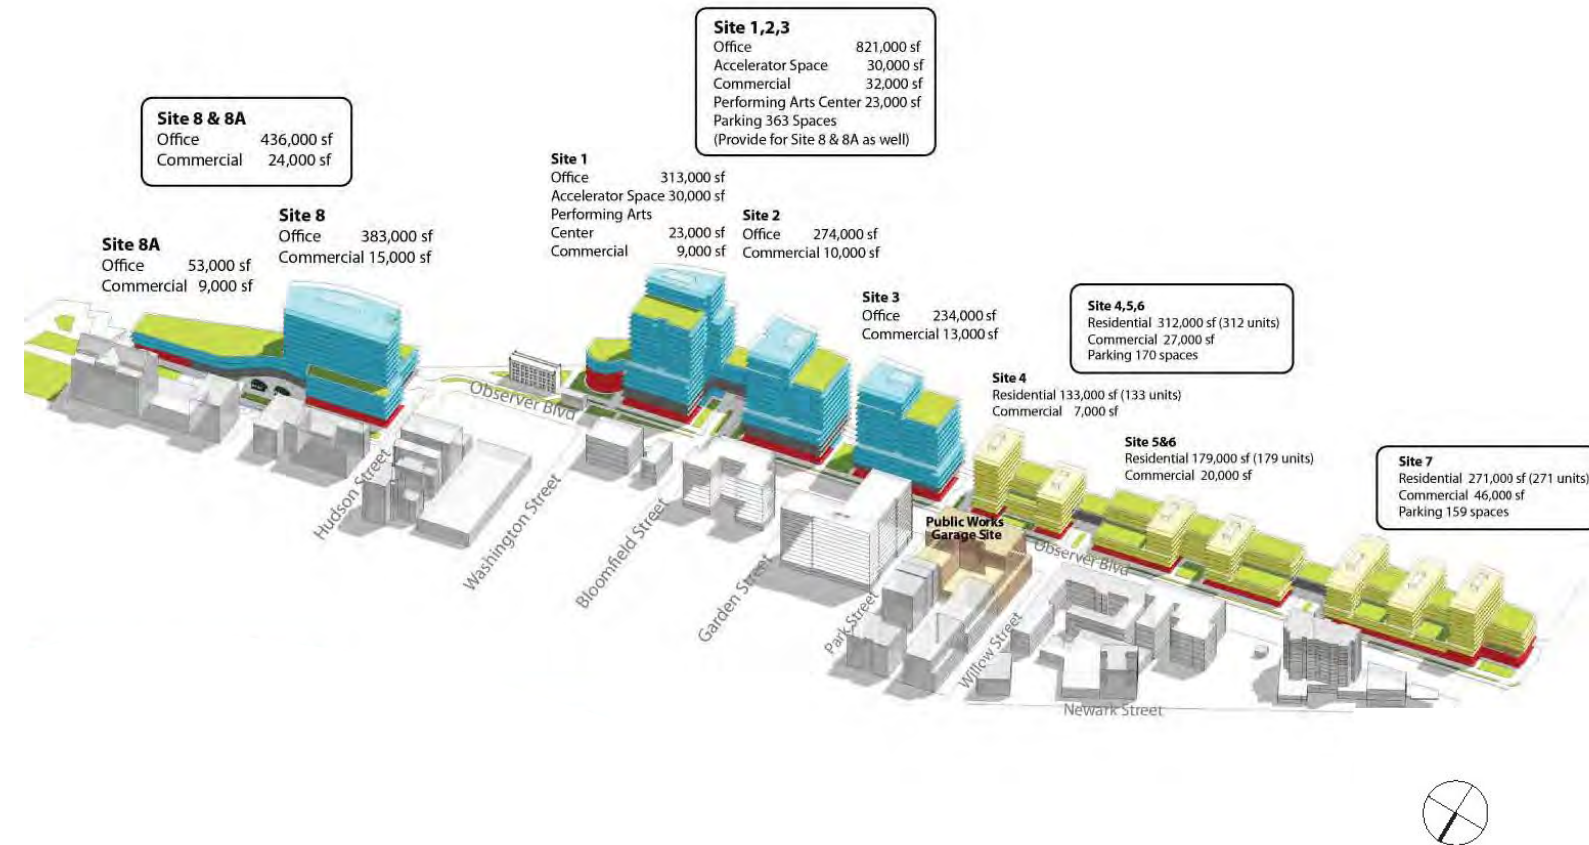 Site 1,2,3
Office 821,000 sf
Accelerator Space 30,000 sf
Commercial 32,000 sf
Performing Arts Center 23,000 sf
Parking 363 Spaces
(Provide for Site 8 & 8A as well)
Site 8 & 8A
Office 436,000 sf
Commercial 24,000 sf
Site 8A
Office 53,000 sf
Commercial 9,000 sf
Site 8
Office 383,000 sf
Commercial 15,000 sf
Site 1
Office 313,000 sf
Accelerator Space 30,000 sf
Performing Arts
Center 23,000 sf
Commercial 9,000 sf
Site 2
Office 274,000 sf
Commercial 10,000 sf
Site 3
Office 234,000 sf
Commercial 13,000 sf
Site 4,5,6
Residential 312,000 sf (312 units)
Commercial 27,000 sf
Parking 170 spaces
Site 4
Residential 133,000 sf (133 units)
Commercial 7,000 sf
Site 5&6
Residential 179,000 sf (179 units)
Commercial 20,000 sf
Site 7
Residential 271,000 sf (271 units)
Commercial 46,000 sf
Parking 159 spaces
Observer Blvd
Hudson Street
Washington Street
Bloomfield Street
Garden Street
Park Street
Public Works
Garage Site
Observer Blvd
Willow Street
Newark Street